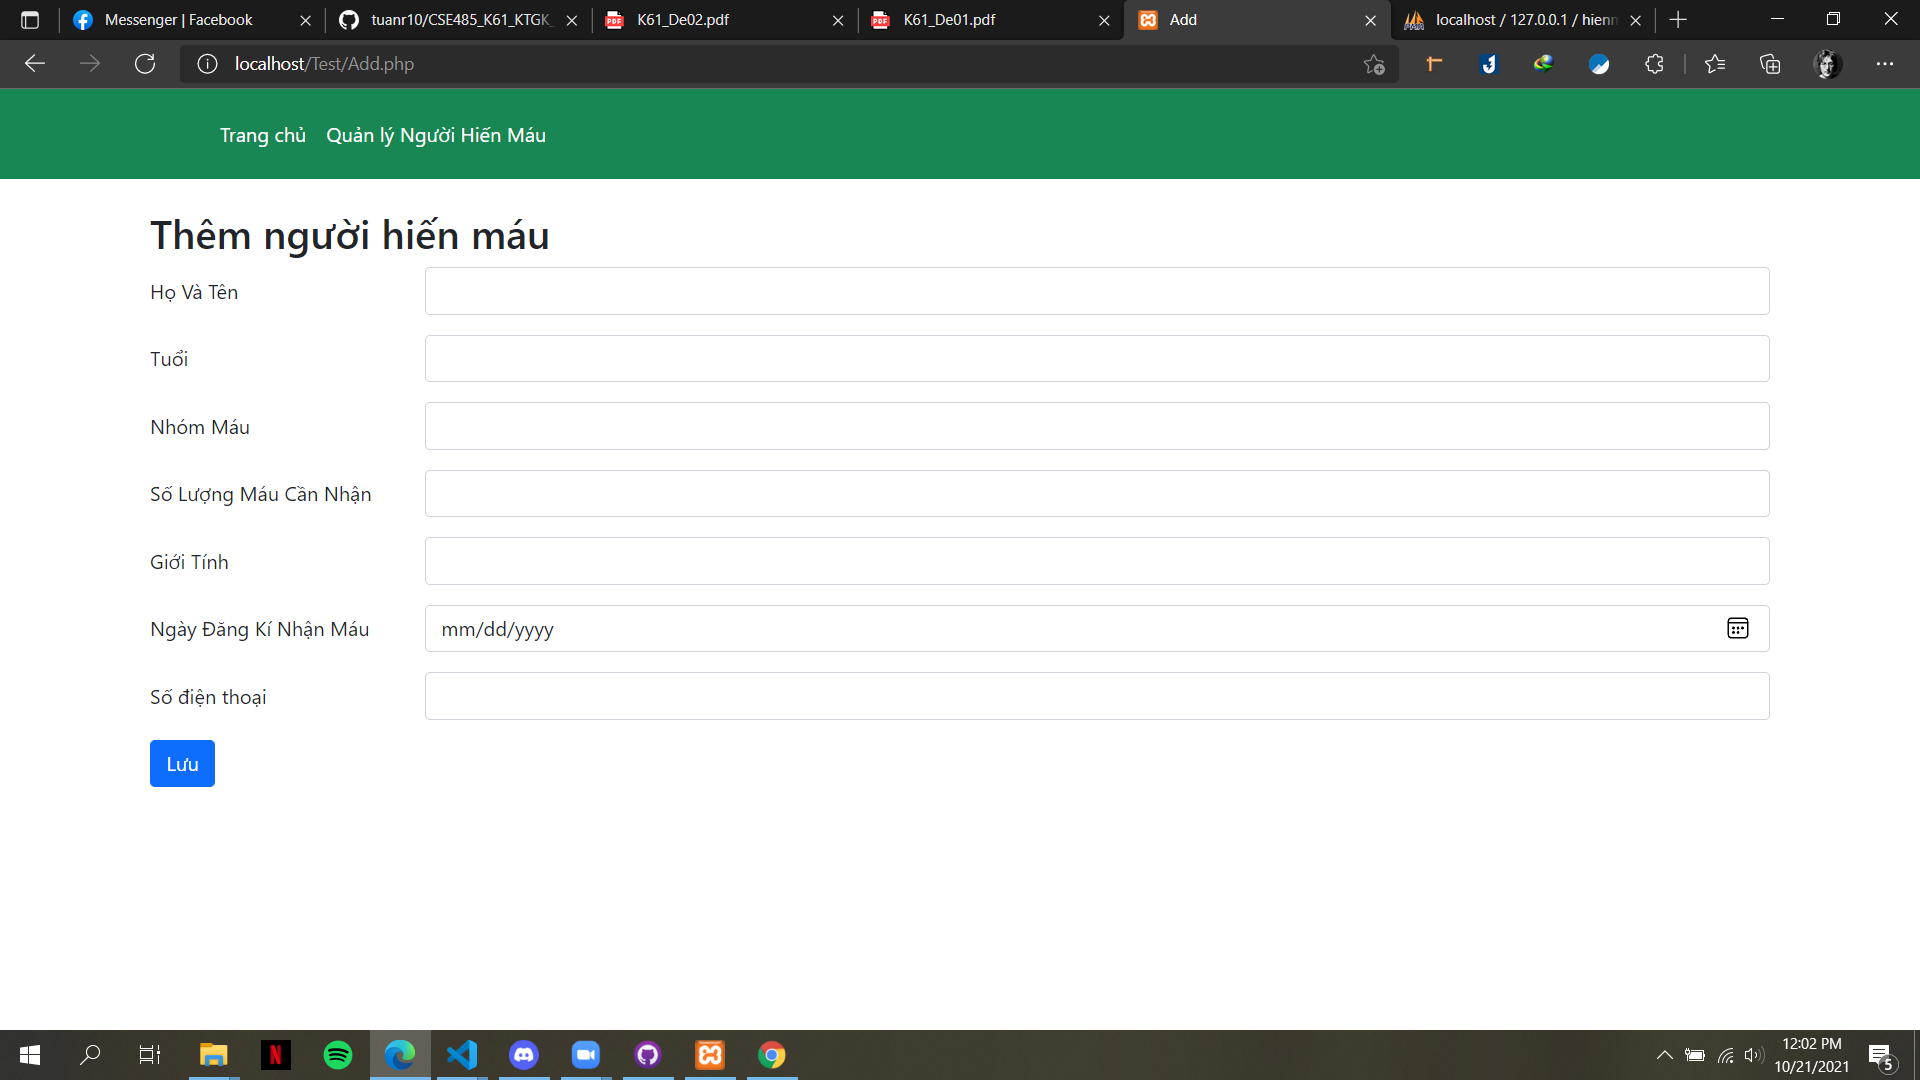 Messenger | Facebook
tuanr10/CSE485_K61_KTGK_
K61_De02.pdf
K61_De01.pdf
Add
localhost / 127.0.0.1 / hienm
localhost/Test/Add.php
Trang chủ
Quản lý Người Hiến Máu
Thêm người hiến máu
Họ Và Tên
Tuổi
Nhóm Máu
Số Lượng Máu Cần Nhận
Giới Tính
Ngày Đăng Kí Nhận Máu
mm/dd/yyyy
Số điện thoại
Lưu
12:02 PM
10/21/2021
5